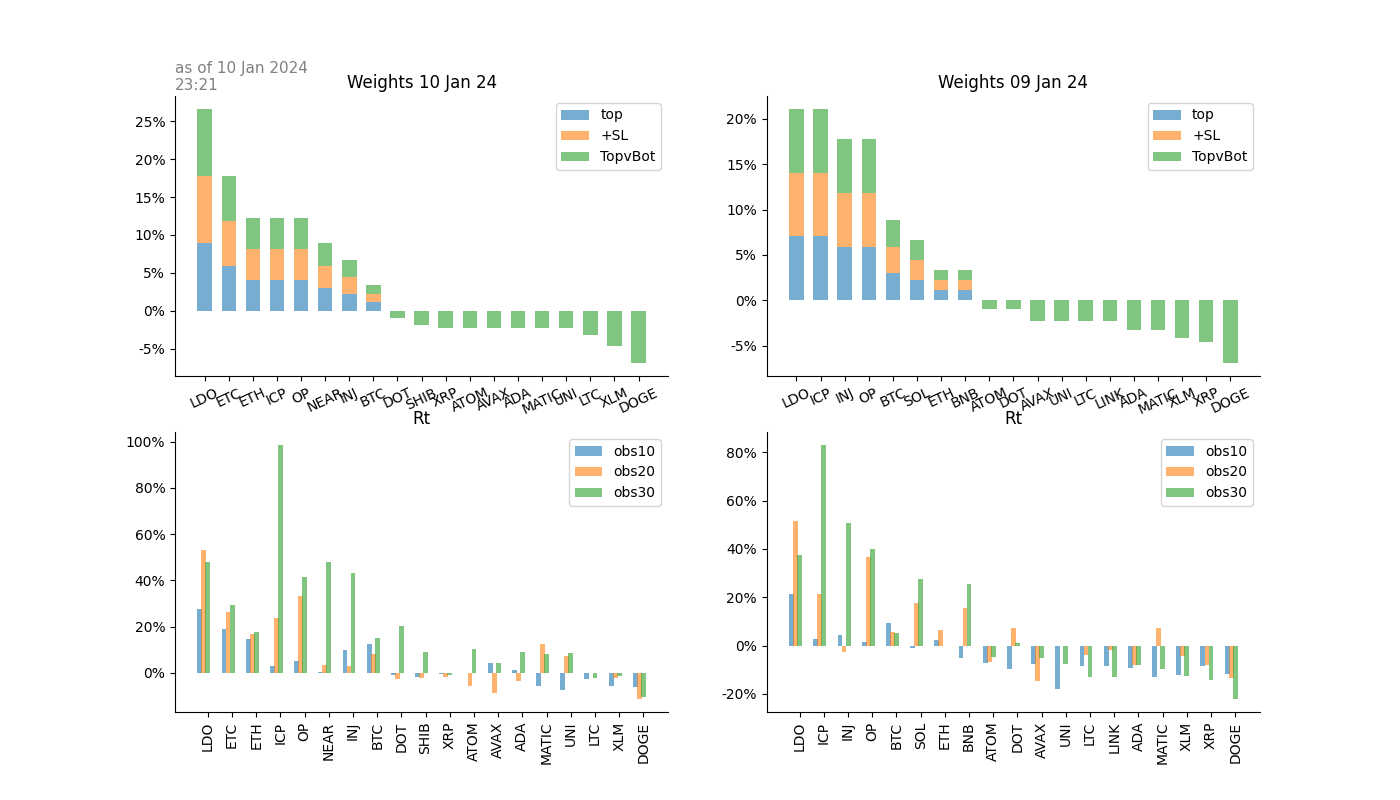 as of 10 Jan 2024
23:21
Weights 10 Jan 24
25%
20%
15%
10%
5%
0%
-5%
top
+SL
TopvBot
LDO ETC ETH ICP OP NEAR INJ BTC DOT SHIB XRP ATOM AVAX ADA MATIC UNI LTC XLM DOGE
Weights 09 Jan 24
20%
15%
10%
5%
0%
-5%
top
+SL
TopvBot
LDO ICP INJ OP BTC SOL ETH BNB ATOM DOT AVAX UNI LTC LINK ADA MATIC XLM XRP DOGE
Rt
100%
80%
60%
40%
20%
0%
obs10
obs20
obs30
LDO ETC ETH ICP OP NEAR INJ BTC DOT SHIB XRP ATOM AVAX ADA MATIC UNI LTC XLM DOGE
Rt
80%
60%
40%
20%
0%
-20%
obs10
obs20
obs30
LDO ICP INJ OP BTC SOL ETH BNB ATOM DOT AVAX UNI LTC LINK ADA MATIC XLM XRP DOGE